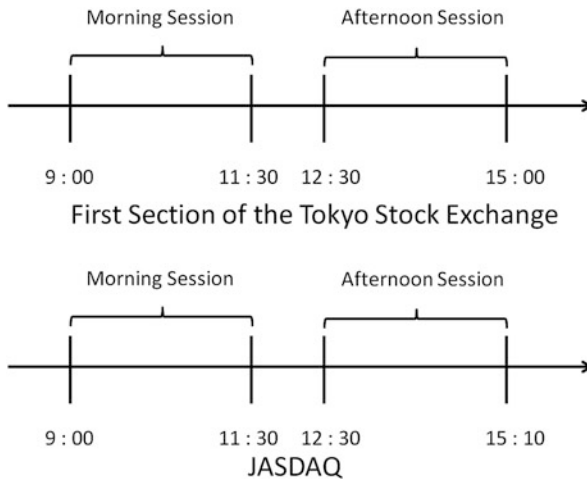 Morning Session Afternoon Session
9 : 00 11 : 30 12 : 30 15 : 00
First Section of the Tokyo Stock Exchange
Morning Session Afternoon Session
9 : 00 11 : 30 12 : 30 15 : 10
JASDAQ